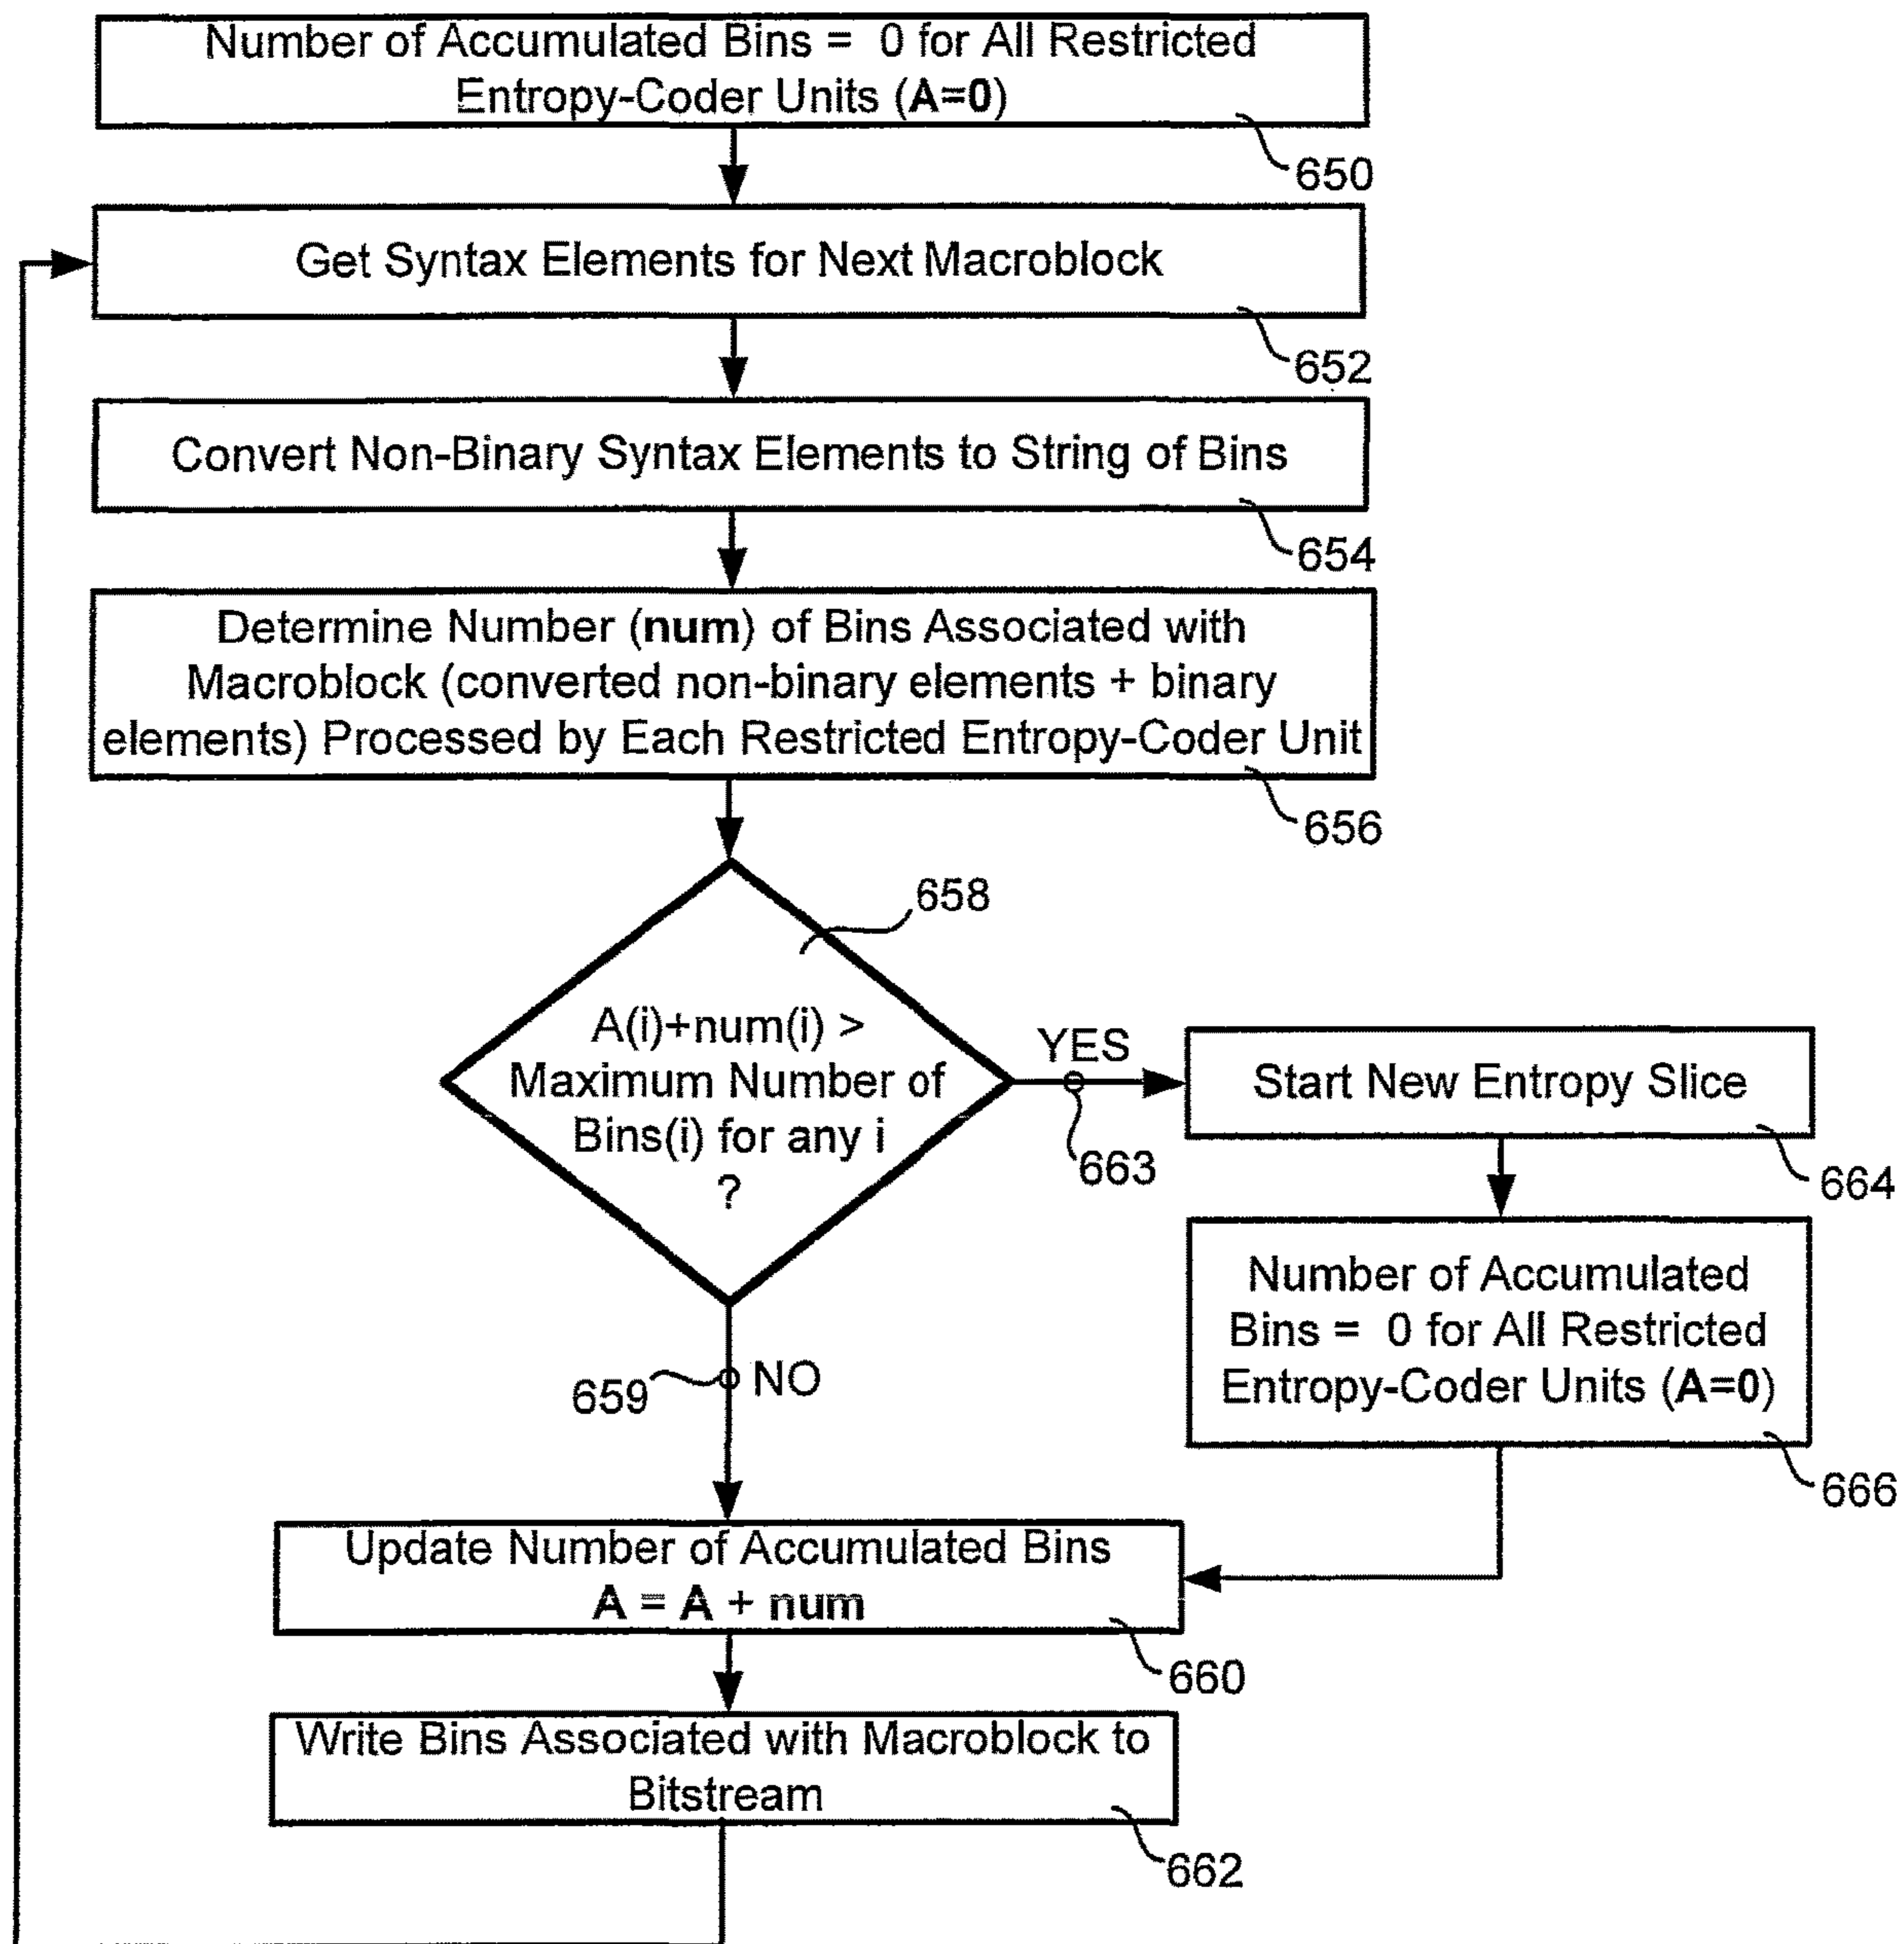 Number of Accumulated Bins = 0 for All Restricted
Entropy-Coder Units (A=0)
650
Get Syntax Elements for Next Macroblock
652
Convert Non-Binary Syntax Elements to String of Bins
654
Determine Number (num) of Bins Associated with
Macroblock (converted non-binary elements + binary
elements) Processed by Each Restricted Entropy-Coder Unit
656
658
A(i)+num(i) >
Maximum Number of
Bins(i) for any i
?
YES
663
Start New Entropy Slice
664
Number of Accumulated
Bins = 0 for All Restricted
Entropy-Coder Units (A=0)
666
659
NO
Update Number of Accumulated Bins
A = A + num
660
Write Bins Associated with Macroblock to
Bitstream
662